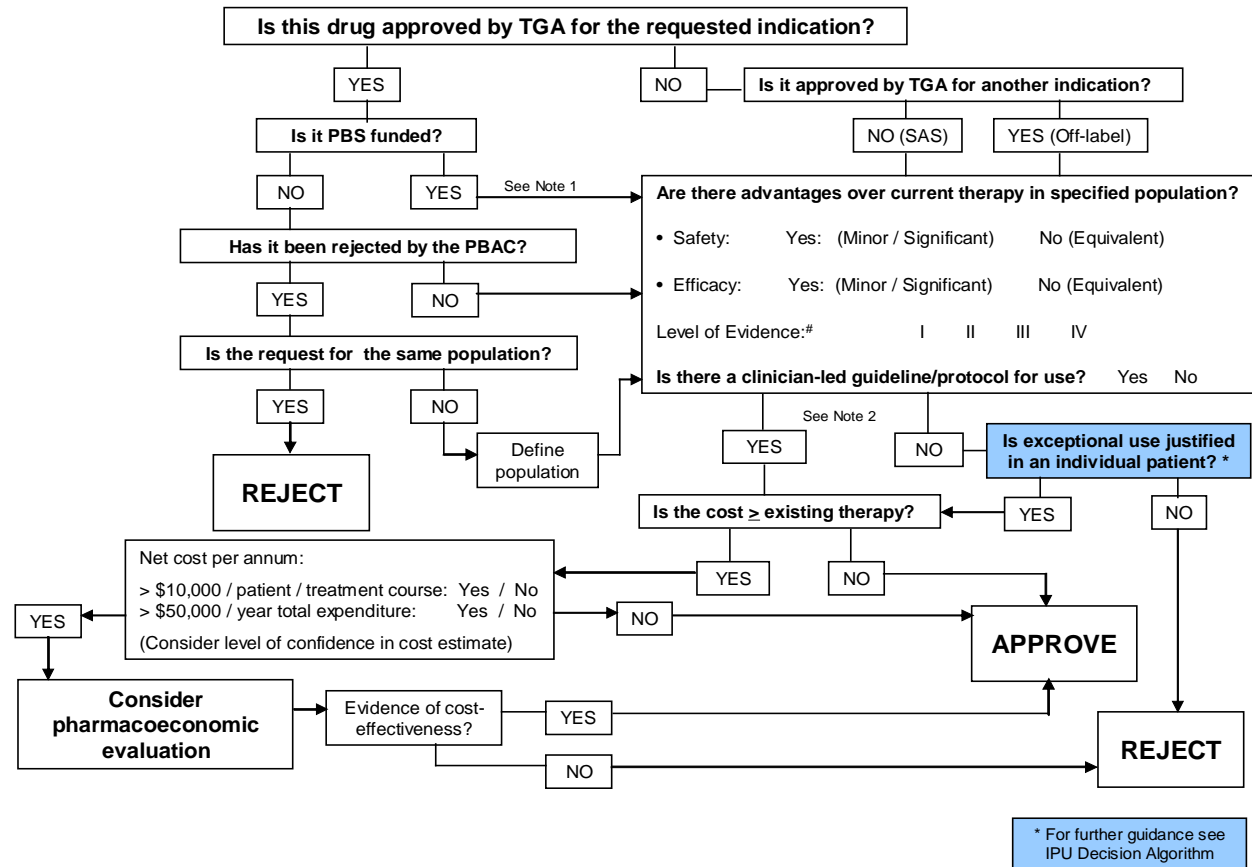 Is this drug approved by TGA for the requested indication?
YES
NO
Is it approved by TGA for another indication?
Is it PBS funded?
NO (SAS)
YES (Off-label)
NO
YES
See Note 1
Are there advantages over current therapy in specified population?
• Safety: Yes: (Minor / Significant) No (Equivalent)
Has it been rejected by the PBAC?
• Efficacy: Yes: (Minor / Significant) No (Equivalent)
YES
NO
Level of Evidence:# I II III IV
Is the request for the same population?
Is there a clinician-led guideline/protocol for use? Yes No
YES
NO
See Note 2
Define
population
YES
NO
Is exceptional use justified
in an individual patient? *
REJECT
Is the cost ≥ existing therapy?
YES
NO
YES
NO
Net cost per annum:
> $10,000 / patient / treatment course: Yes / No
> $50,000 / year total expenditure: Yes / No
(Consider level of confidence in cost estimate)
YES
NO
APPROVE
Consider
pharmacoeconomic
evaluation
Evidence of cost-
effectiveness?
YES
NO
REJECT
* For further guidance see
IPU Decision Algorithm